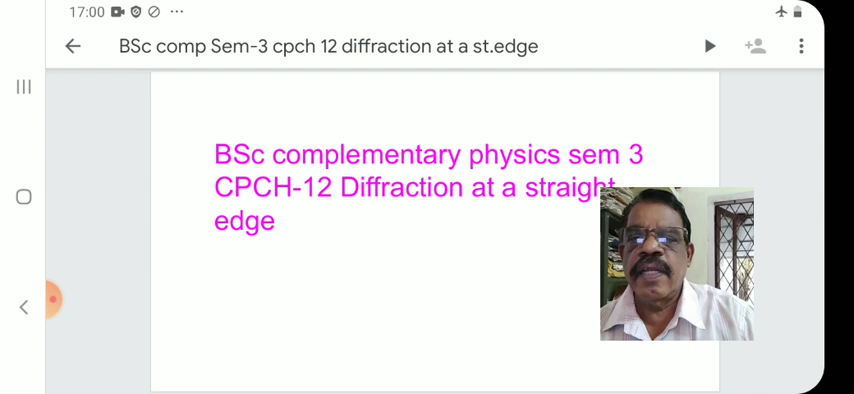 17:00
BSc comp Sem-3 cpch 12 diffraction at a st.edge
BSc complementary physics sem 3
CPCH-12 Diffraction at a straight
edge